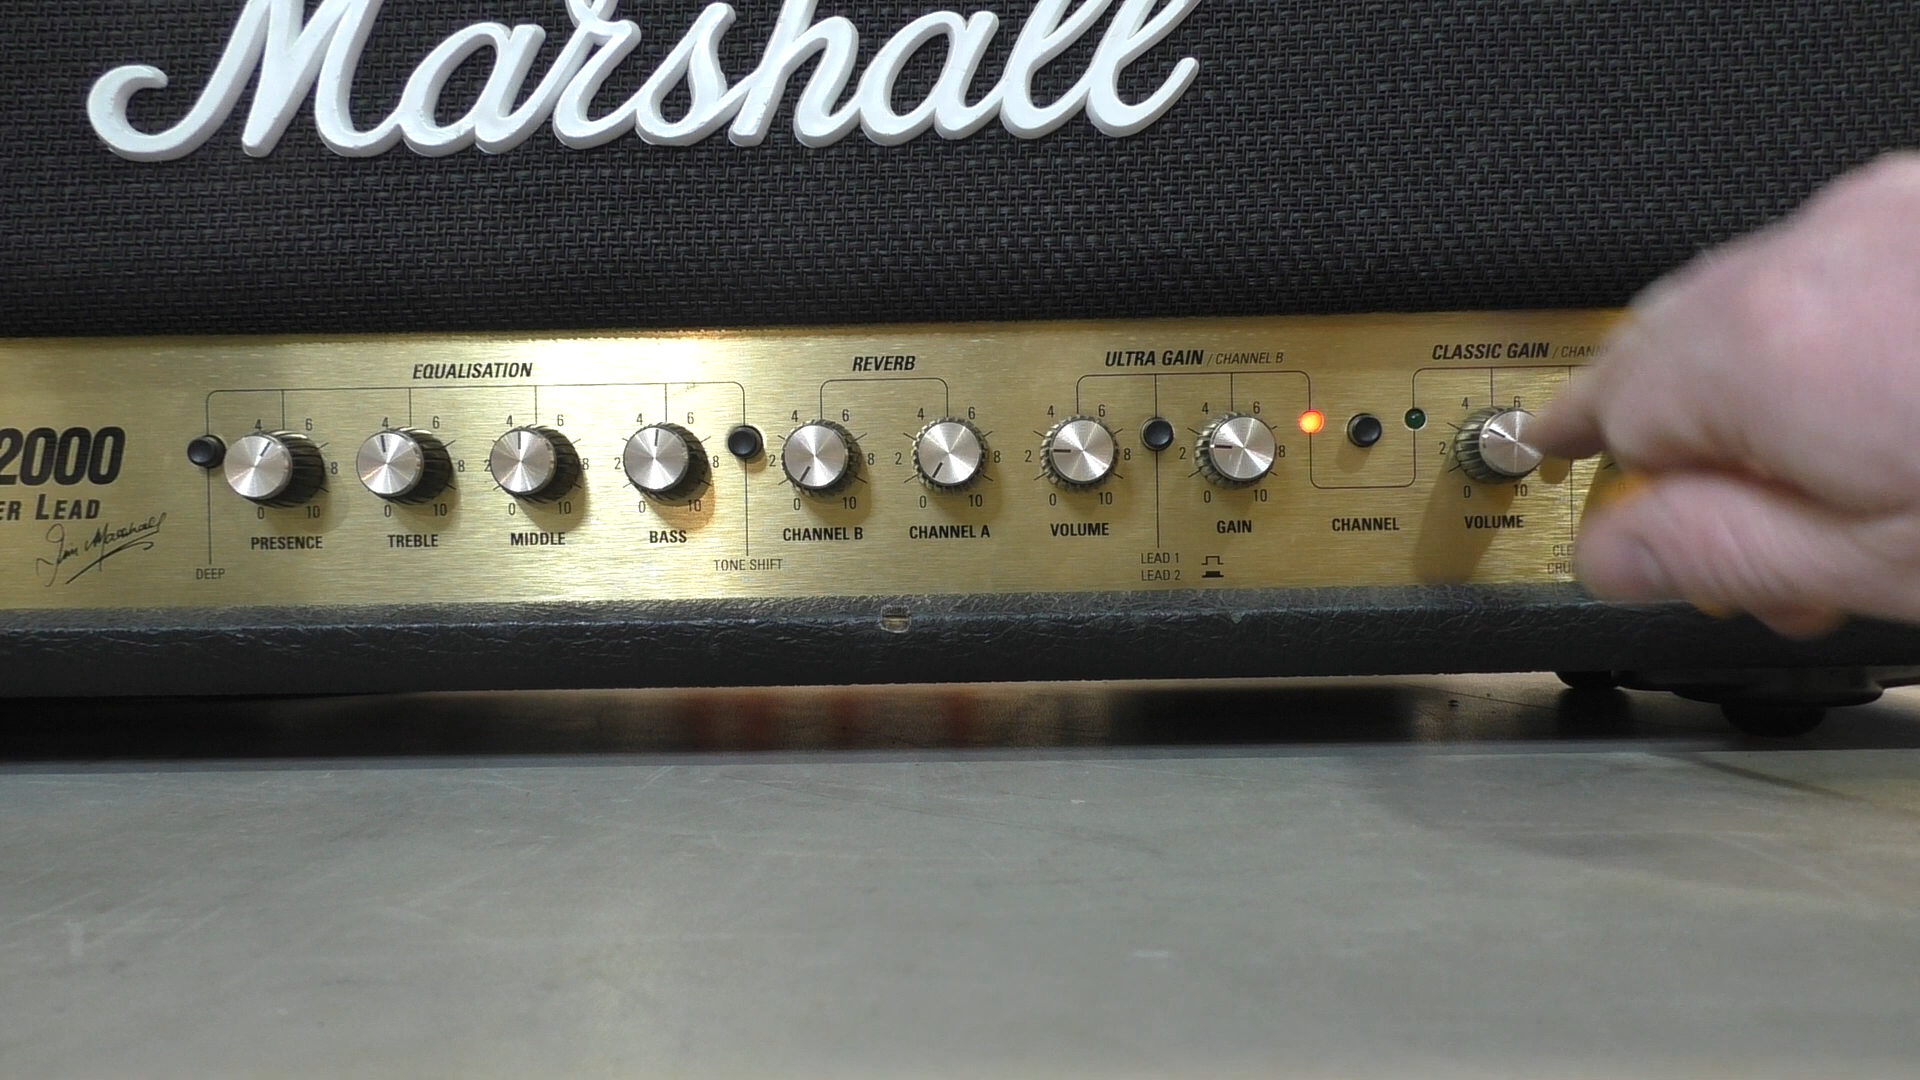 Marshall
EQUALISATION
REVERB
ULTRA GAIN / CHANNEL B
CLASSIC GAIN
2000
LEAD
Jim Marshall
4 6 8 0 10
PRESENCE
4 6 8 0 10
TREBLE
4 6 2 8 0 10
MIDDLE
4 6 8 0 10
BASS
4 6 2 8 0 10
CHANNEL B
4 6 2 8 0 10
CHANNEL A
4 6 2 8 0 10
VOLUME
4 6 2 8 0 10
GAIN
CHANNEL
4 6 2 0 10
VOLUME
DEEP
TONE SHIFT
LEAD 1
LEAD 2